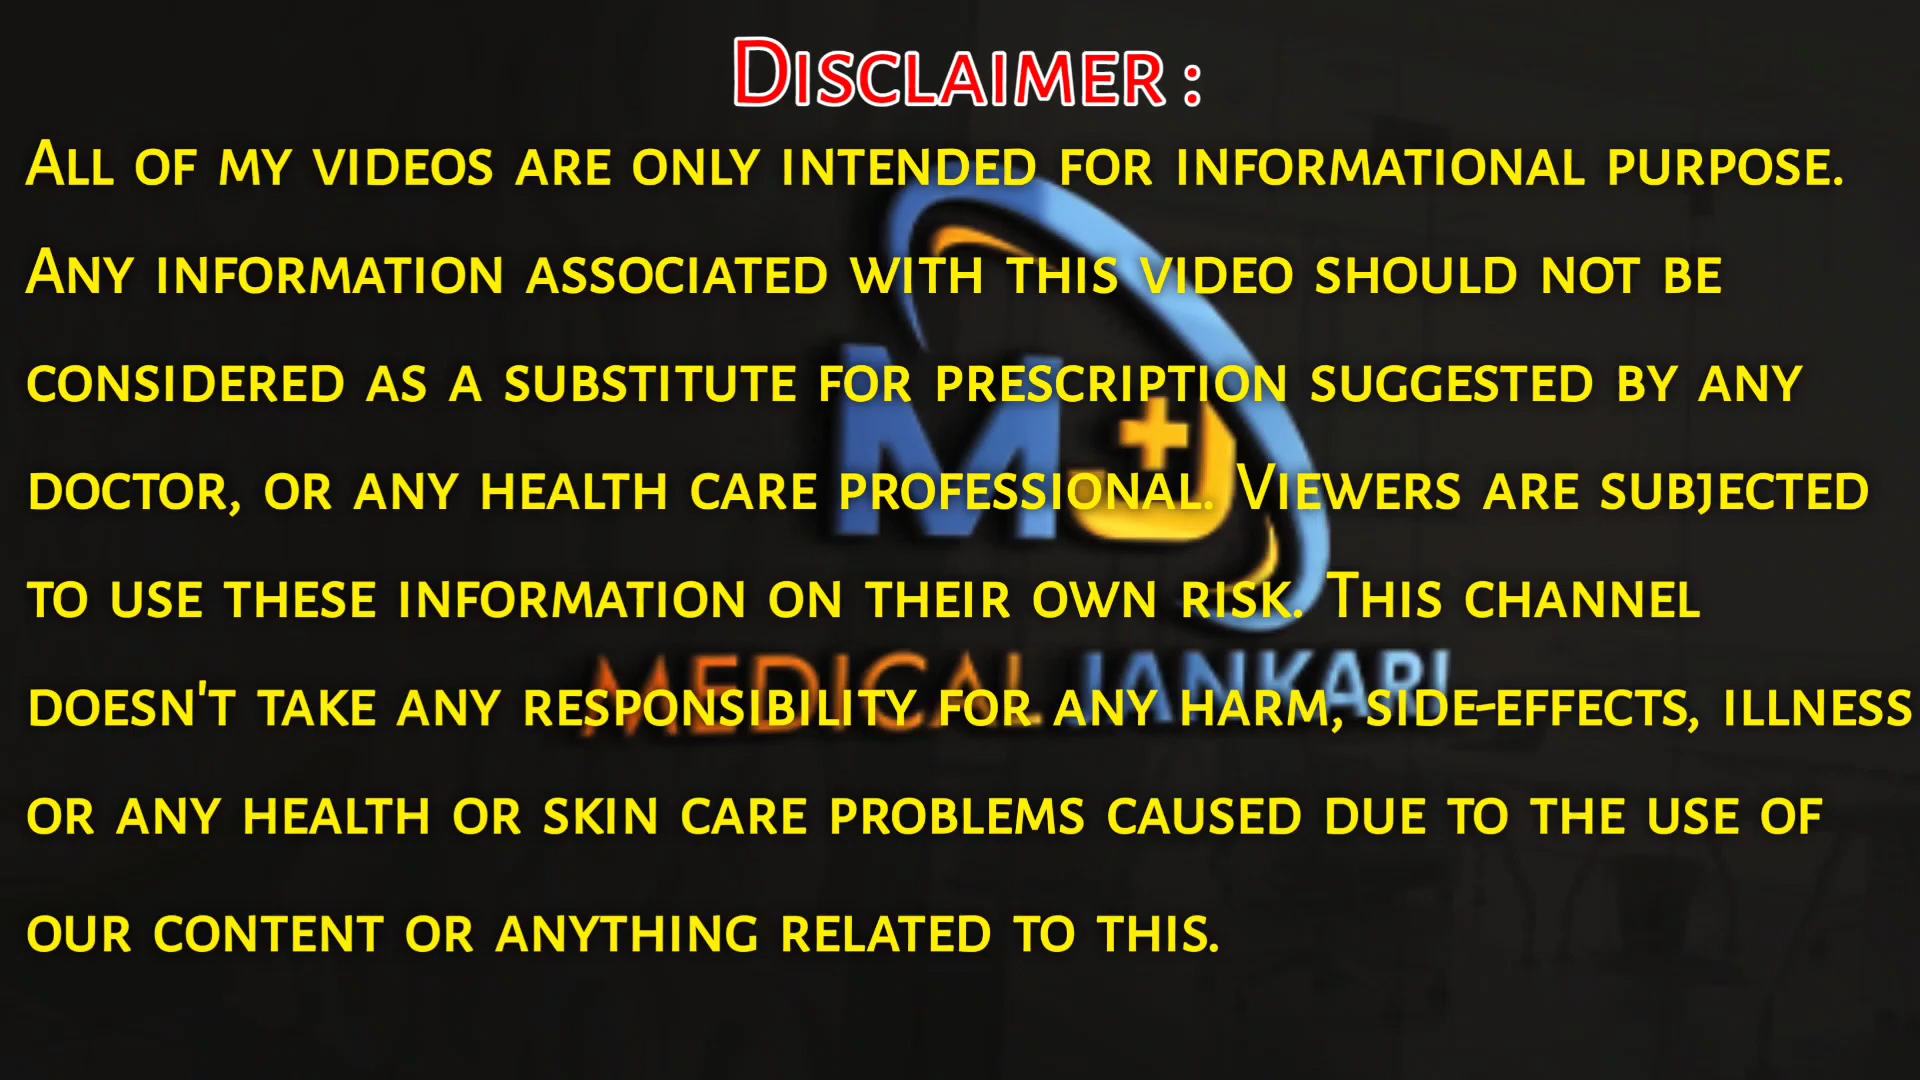 Disclaimer :
All of my videos are only intended for informational purpose.
Any information associated with this video should not be
considered as a substitute for prescription suggested by any
doctor, or any health care professional. Viewers are subjected
to use these information on their own risk. This channel
doesn't take any responsibility for any harm, side-effects, illness
or any health or skin care problems caused due to the use of
our content or anything related to this.
MJ
MEDICAL JANKARI